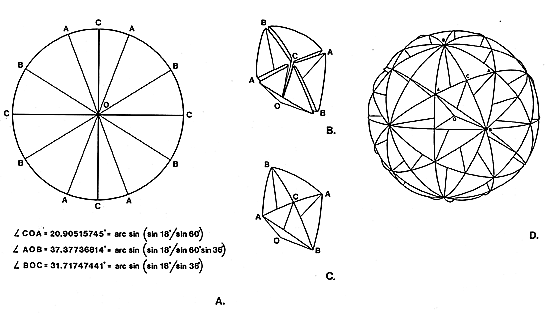 C
A A
B B
O
C C
B B
A A
C
∠ COA = 20.90515745° = arc sin (sin 18°/sin 60°)
∠ AOB = 37.37736814° = arc sin (sin 18°/sin 60° sin 36°)
∠ BOC = 31.71747441° = arc sin (sin 18°/sin 36°)
A.
B
A
C
A
O
B
B.
B
A
C
A
O
B
C.
D.